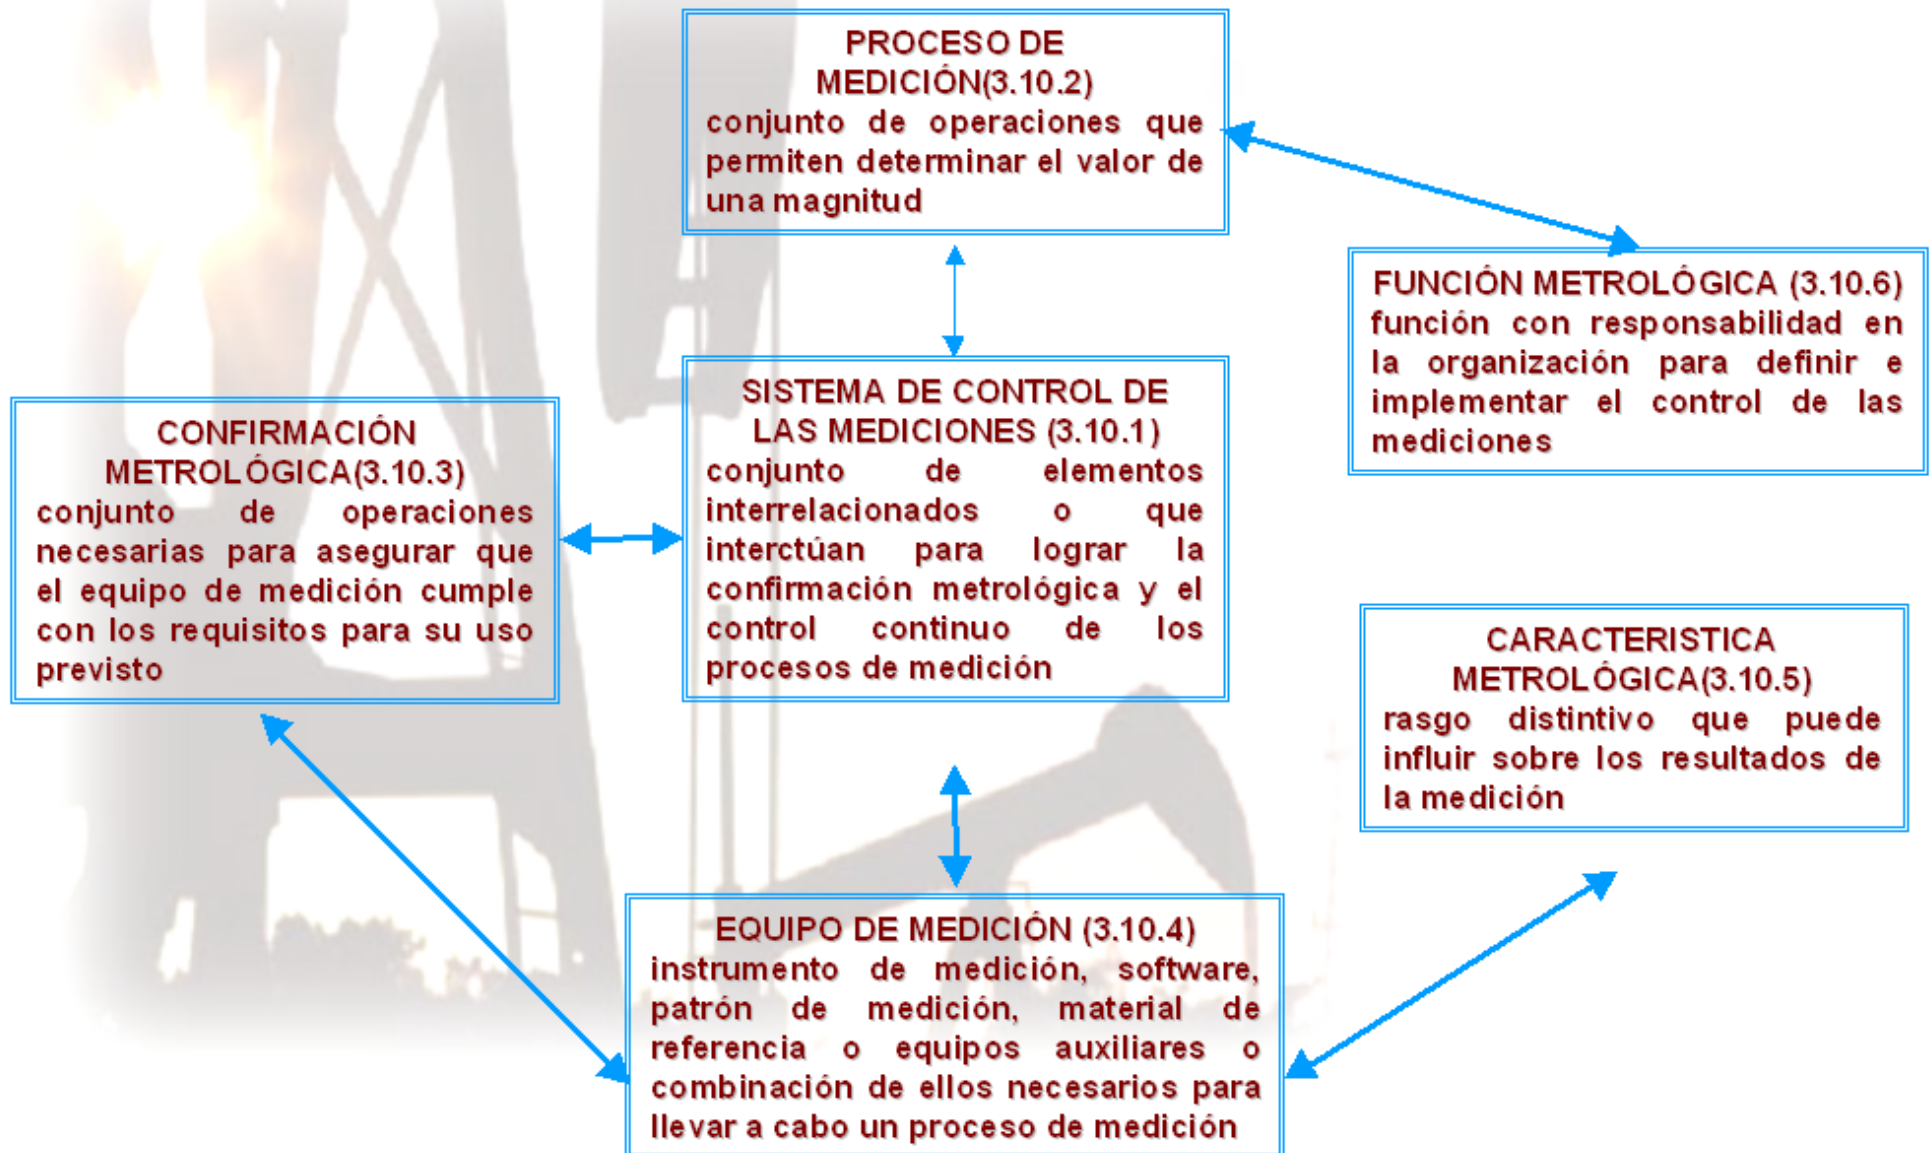 PROCESO DE
MEDICIÓN(3.10.2)
conjunto de operaciones que
permiten determinar el valor de
una magnitud
FUNCIÓN METROLÓGICA (3.10.6)
función con responsabilidad en
la organización para definir e
implementar el control de las
mediciones
SISTEMA DE CONTROL DE
LAS MEDICIONES (3.10.1)
conjunto de elementos
interrelacionados o que
interctúan para lograr la
confirmación metrológica y el
control continuo de los
procesos de medición
CONFIRMACIÓN
METROLÓGICA(3.10.3)
conjunto de operaciones
necesarias para asegurar que
el equipo de medición cumple
con los requisitos para su uso
previsto
CARACTERISTICA
METROLÓGICA(3.10.5)
rasgo distintivo que puede
influir sobre los resultados de
la medición
EQUIPO DE MEDICIÓN (3.10.4)
instrumento de medición, software,
patrón de medición, material de
referencia o equipos auxiliares o
combinación de ellos necesarios para
llevar a cabo un proceso de medición